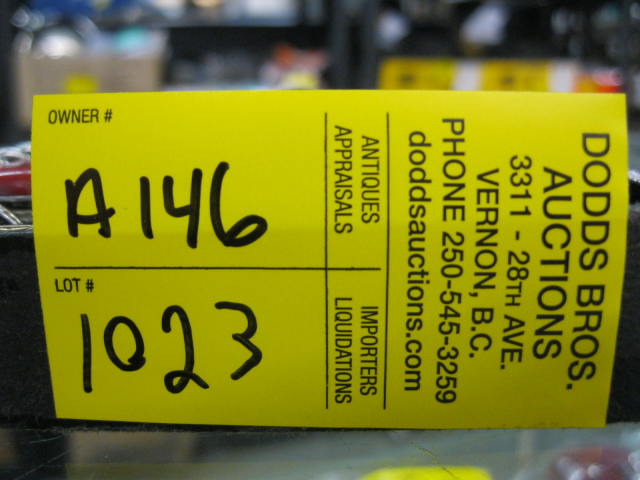 OWNER #
A146
LOT #
1023
ANTIQUES
APPRAISALS
IMPORTERS
LIQUIDATIONS
DODDS BROS.
AUCTIONS
3311 - 28TH AVE.
VERNON, B.C.
PHONE 250-545-3259
doddsauctions.com